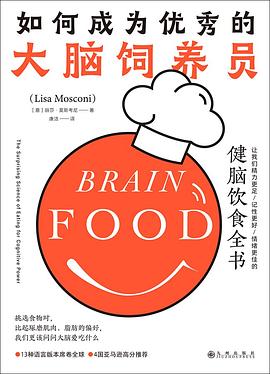 如何成为优秀的
大脑饲养员
(Lisa Mosconi)
[意] 丽莎·莫斯考尼 — 著
康洁 — 译
The Surprising Science of Eating for Cognitive Power
BRAIN
FOOD
让我们精力更足/记性更好/情绪更佳的
健脑饮食全书
挑选食物时,
比起尿磨肌肉、脂肪的偏好,
我们更该问问大脑爱吃什么
●13种语言版本席卷全球 ●4国亚马逊高分推荐
九州出版社